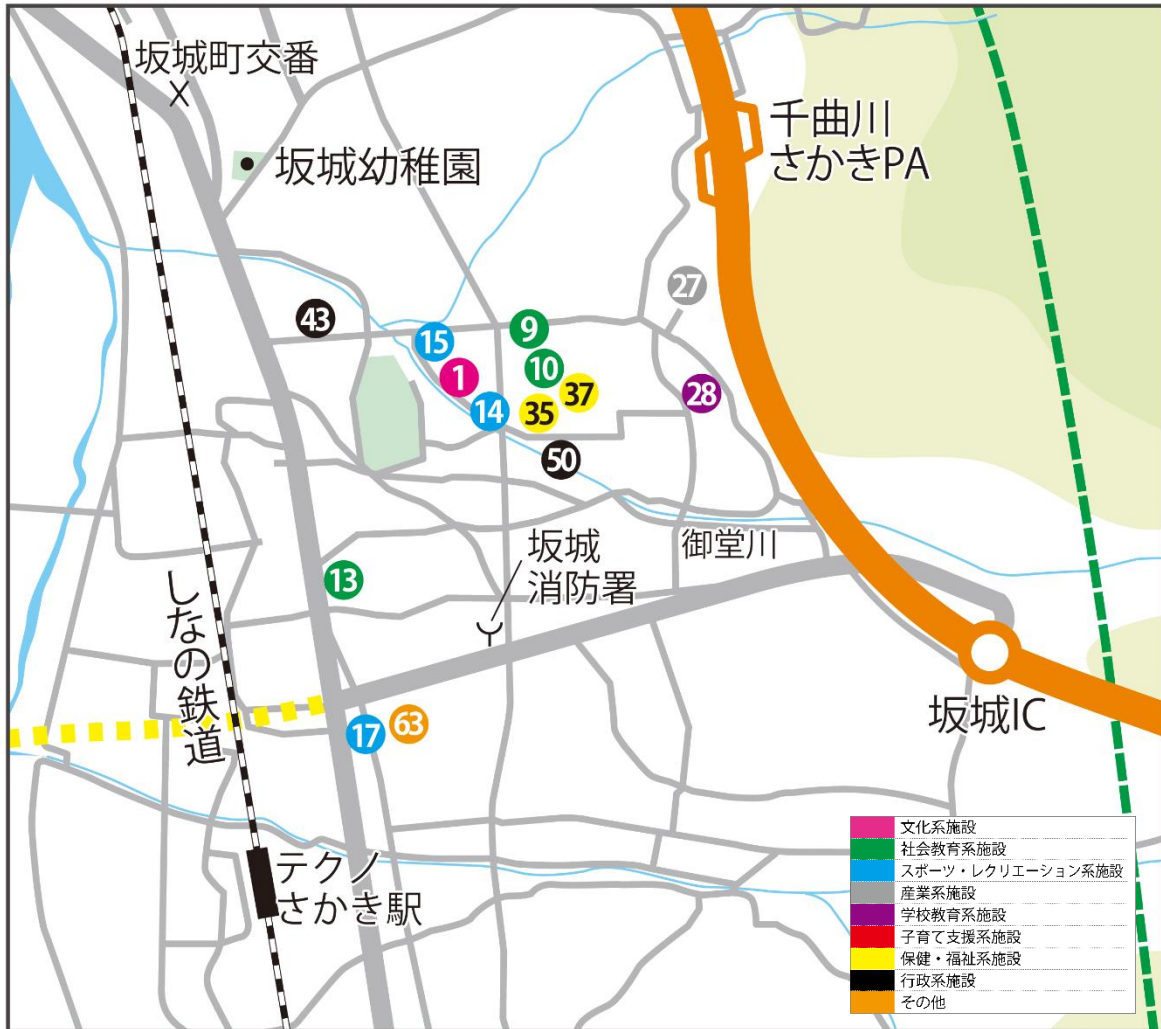 坂城町交番
坂城幼稚園
千曲川
さかきPA
27
43
9
15
10
1
37
28
14
35
50
坂城
消防署
御堂川
13
しなの鉄道
坂城IC
17
63
テクノ
さかき駅
文化系施設
社会教育系施設
スポーツ・レクリエーション系施設
産業系施設
学校教育系施設
子育て支援系施設
保健・福祉系施設
行政系施設
その他